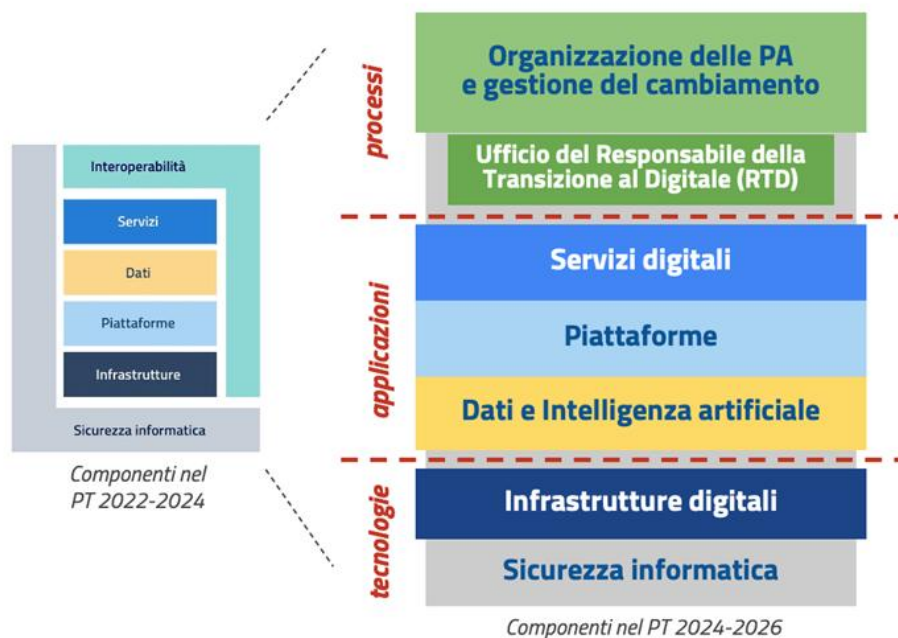 Interoperabilità
Servizi
Dati
Piattaforme
Infrastrutture
Sicurezza informatica
Componenti nel
PT 2022-2024
processi
Organizzazione delle PA
e gestione del cambiamento
Ufficio del Responsabile della
Transizione al Digitale (RTD)
applicazioni
Servizi digitali
Piattaforme
Dati e Intelligenza artificiale
tecnologie
Infrastrutture digitali
Sicurezza informatica
Componenti nel PT 2024-2026